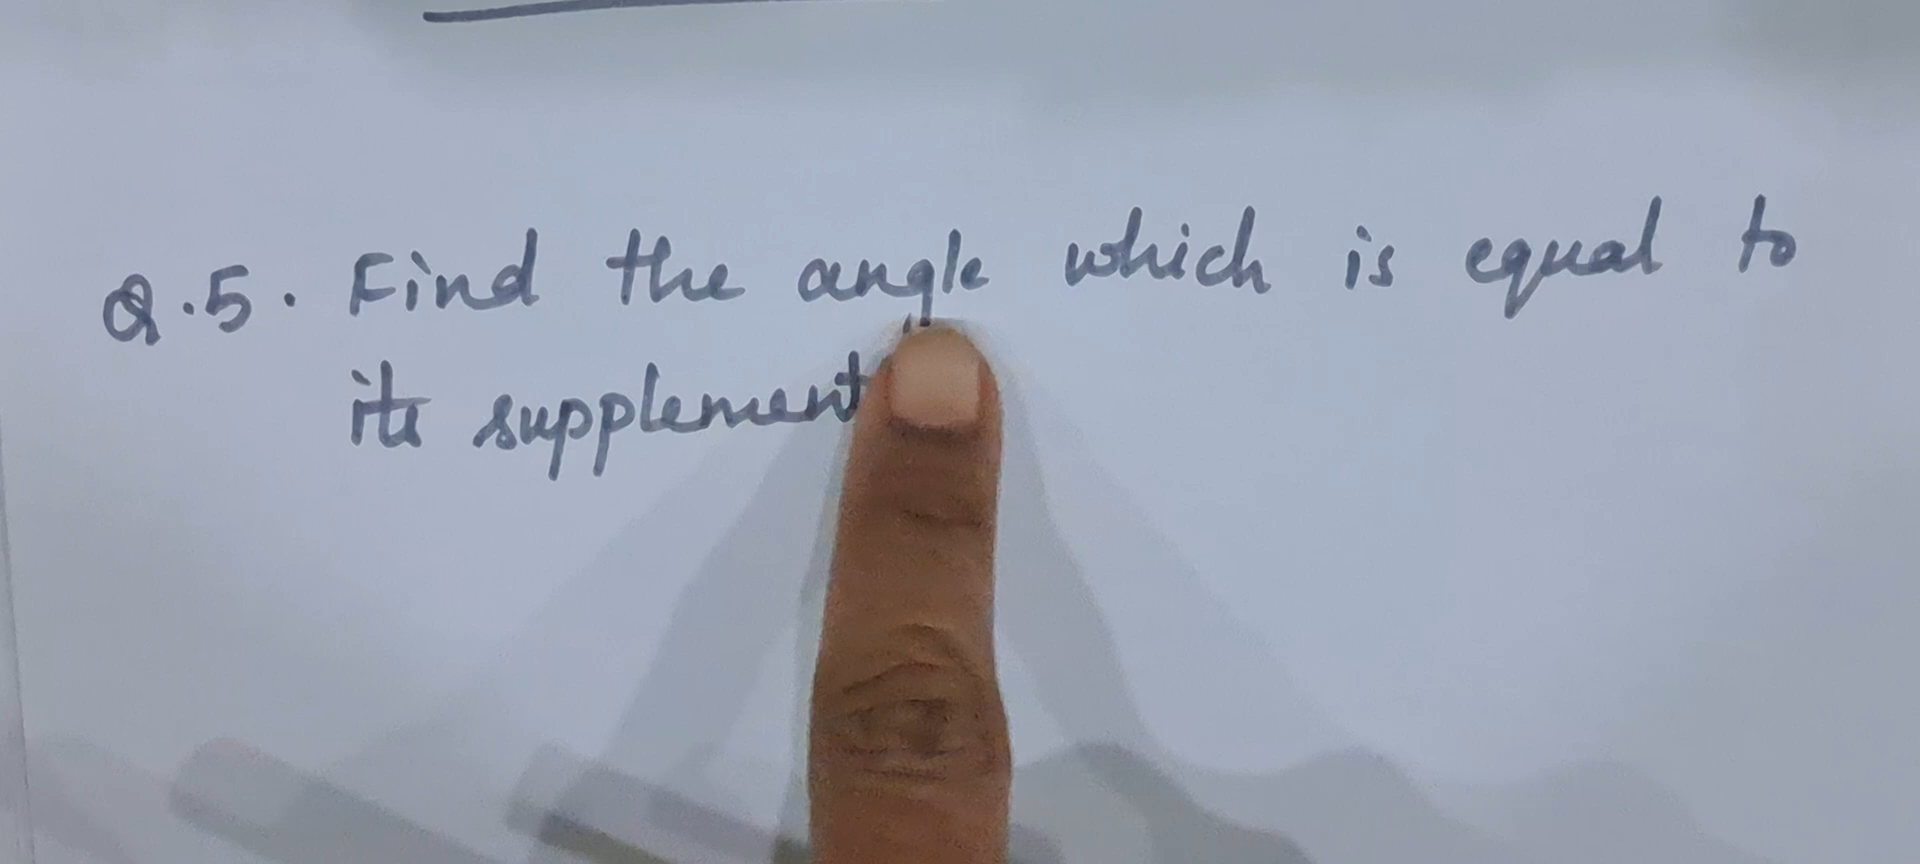 Q.5. Find the angle which is equal to
its supplement